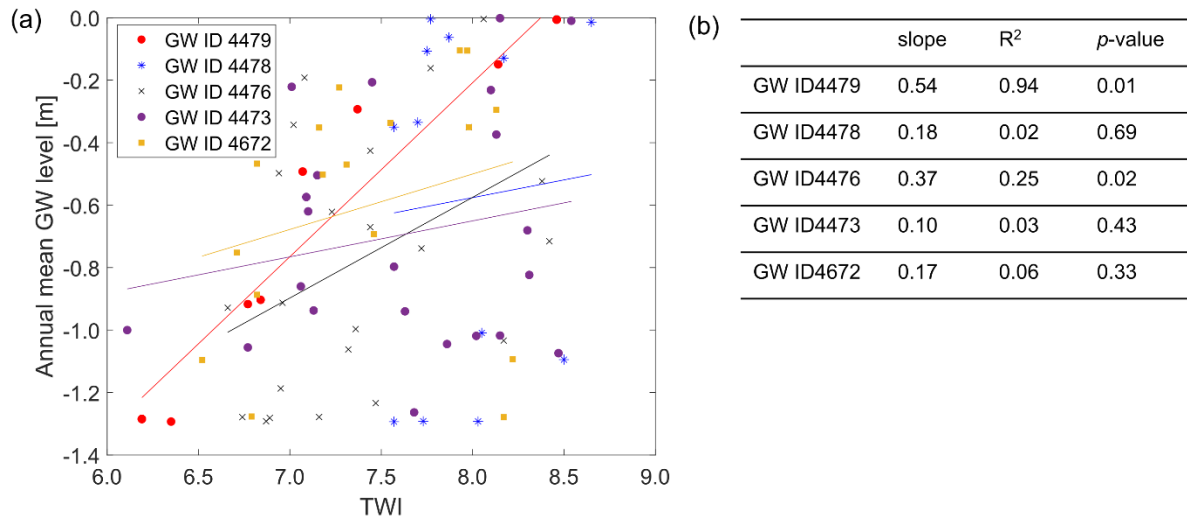 (a)
0.0
-0.2
-0.4
-0.6
-0.8
-1.0
-1.2
-1.4
Annual mean GW level [m]
GW ID 4479
GW ID 4478
GW ID 4476
GW ID 4473
GW ID 4672
6.0 6.5 7.0 7.5 8.0 8.5 9.0
TWI
(b)
slope R² p-value
GW ID4479 0.54 0.94 0.01
GW ID4478 0.18 0.02 0.69
GW ID4476 0.37 0.25 0.02
GW ID4473 0.10 0.03 0.43
GW ID4672 0.17 0.06 0.33